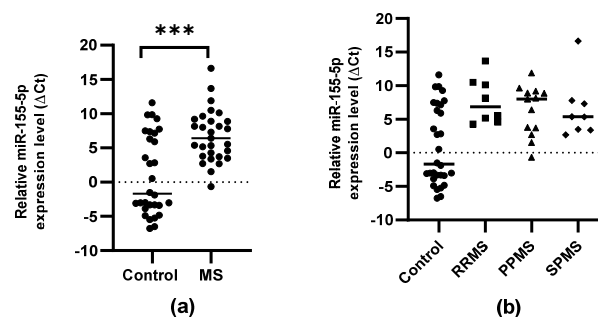 Relative miR-155-5p
expression level (ΔCt)
20
15
10
5
0
-5
-10
***
Control
MS
(a)
Relative miR-155-5p
expression level (ΔCt)
20
15
10
5
0
-5
-10
Control
RRMS
PPMS
SPMS
(b)